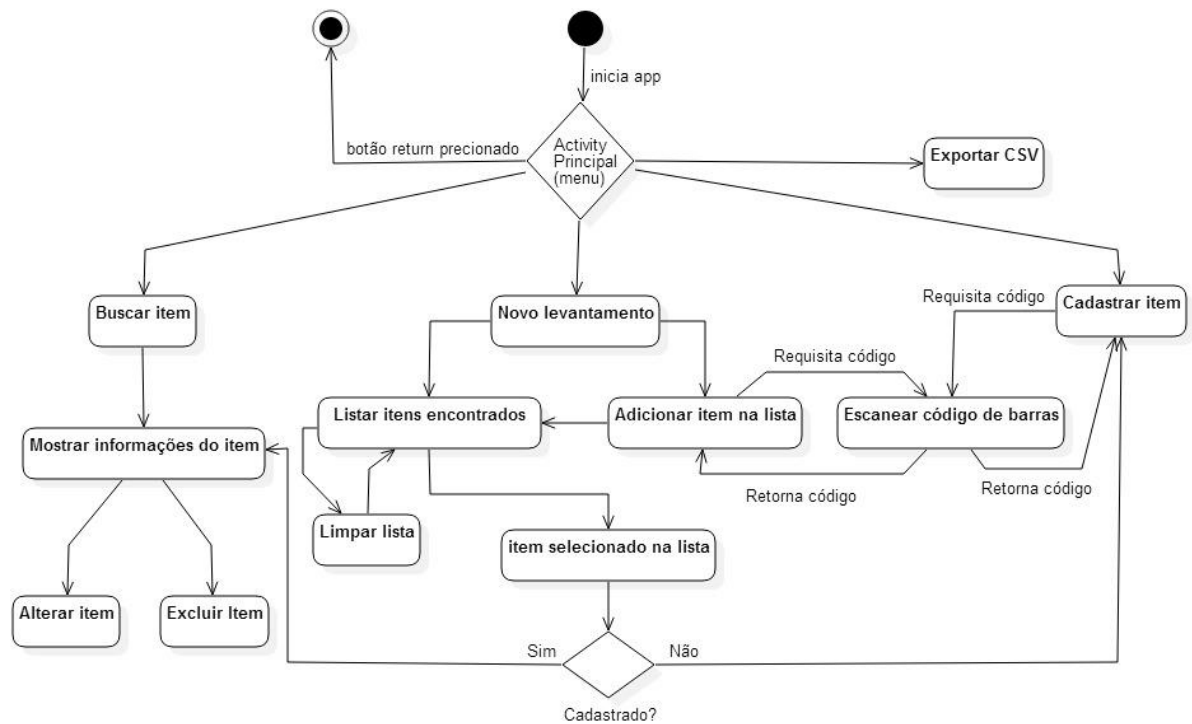 inicia app
botão return precionado
Activity
Principal
(menu)
Exportar CSV
Buscar item
Novo levantamento
Requisita código
Cadastrar item
Requisita código
Listar itens encontrados
Adicionar item na lista
Escanear código de barras
Mostrar informações do item
Retorna código
Retorna código
Limpar lista
item selecionado na lista
Alterar item
Excluir Item
Sim
Não
Cadastrado?